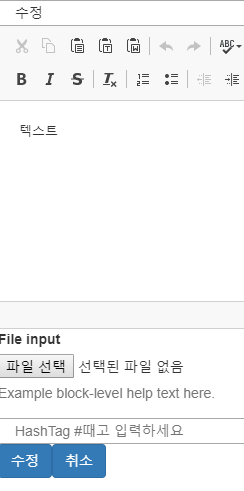 수정
ABC
B I S Tx
텍스트
File input
파일 선택 선택된 파일 없음
Example block-level help text here.
HashTag #때고 입력하세요
수정 취소